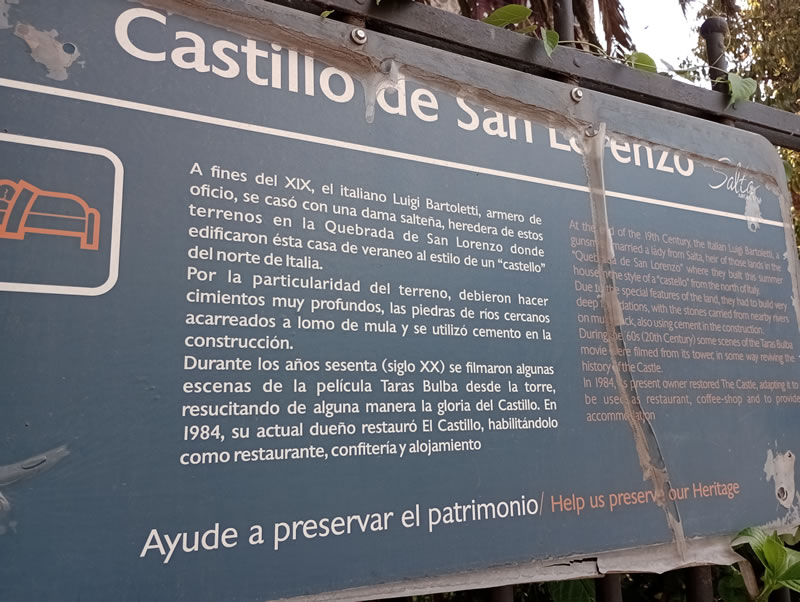 Castillo de San Lorenzo
Salta
A fines del XIX, el italiano Luigi Bartoletti, armero de
oficio, se casó con una dama salteña, heredera de estos
terrenos en la Quebrada de San Lorenzo donde
edificaron ésta casa de veraneo al estilo de un “castello”
del norte de Italia.
Por la particularidad del terreno, debieron hacer
cimientos muy profundos, las piedras de ríos cercanos
acarreados a lomo de mula y se utilizó cemento en la
construcción.
Durante los años sesenta (siglo XX) se filmaron algunas
escenas de la película Taras Bulba desde la torre,
resucitando de alguna manera la gloria del Castillo. En
1984, su actual dueño restauró El Castillo, habilitándolo
como restaurante, confitería y alojamiento
At the end of the 19th Century, the Italian Luigi Bartoletti, a
married a lady from Salta, heir of those lands in the
de San Lorenzo” where they built this summer
house the style of a “castello” from the north of Italy.
Due to the special features of the land, they had to build very
deep with the stones carried from nearby rivers
on also using cement in the construction.
During 60s (20th Century) some scenes of the Taras Bulba
movie were filmed from its tower, in some way reviving the
history of the Castle.
In 1984, present owner restored The Castle, adapting it to
be used as restaurant, coffee-shop and to provide
Ayude a preservar el patrimonio/ Help us preserve our Heritage